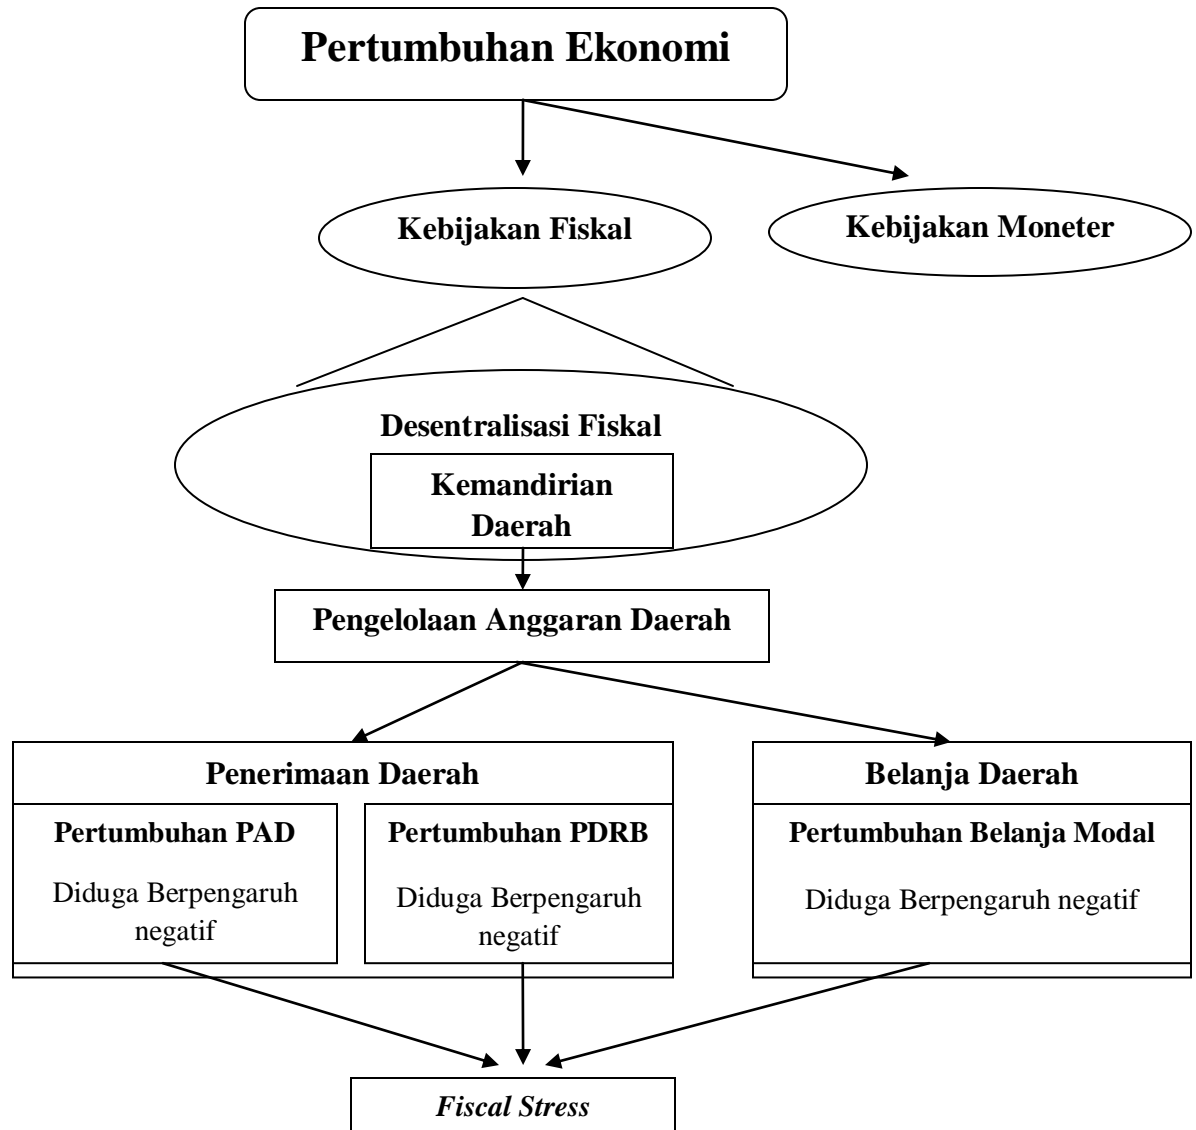 Pertumbuhan Ekonomi
Kebijakan Fiskal
Kebijakan Moneter
Desentralisasi Fiskal
Kemandirian
Daerah
Pengelolaan Anggaran Daerah
Penerimaan Daerah
Pertumbuhan PAD
Diduga Berpengaruh
negatif
Pertumbuhan PDRB
Diduga Berpengaruh
negatif
Belanja Daerah
Pertumbuhan Belanja Modal
Diduga Berpengaruh negatif
Fiscal Stress